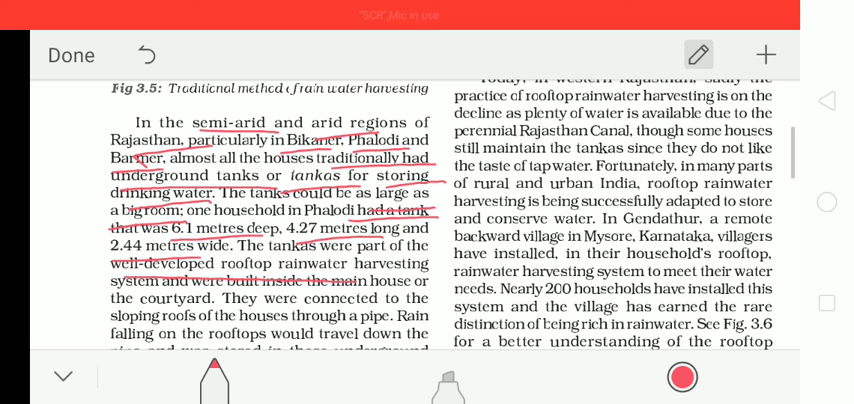 "SCR",Mic in use
Done
Fig 3.5: Traditional method of rain water harvesting
In the semi-arid and arid regions of
Rajasthan, particularly in Bikaner, Phalodi and
Barmer, almost all the houses traditionally had
underground tanks or tankas for storing
drinking water. The tanks could be as large as
a big room; one household in Phalodi had a tank
that was 6.1 metres deep, 4.27 metres long and
2.44 metres wide. The tankas were part of the
well-developed rooftop rainwater harvesting
system and were built inside the main house or
the courtyard. They were connected to the
sloping roofs of the houses through a pipe. Rain
falling on the rooftops would travel down the
Today, in western Rajasthan, sadly the
practice of rooftop rainwater harvesting is on the
decline as plenty of water is available due to the
perennial Rajasthan Canal, though some houses
still maintain the tankas since they do not like
the taste of tap water. Fortunately, in many parts
of rural and urban India, rooftop rainwater
harvesting is being successfully adapted to store
and conserve water. In Gendathur, a remote
backward village in Mysore, Karnataka, villagers
have installed, in their household's rooftop,
rainwater harvesting system to meet their water
needs. Nearly 200 households have installed this
system and the village has earned the rare
distinction of being rich in rainwater. See Fig. 3.6
for a better understanding of the rooftop